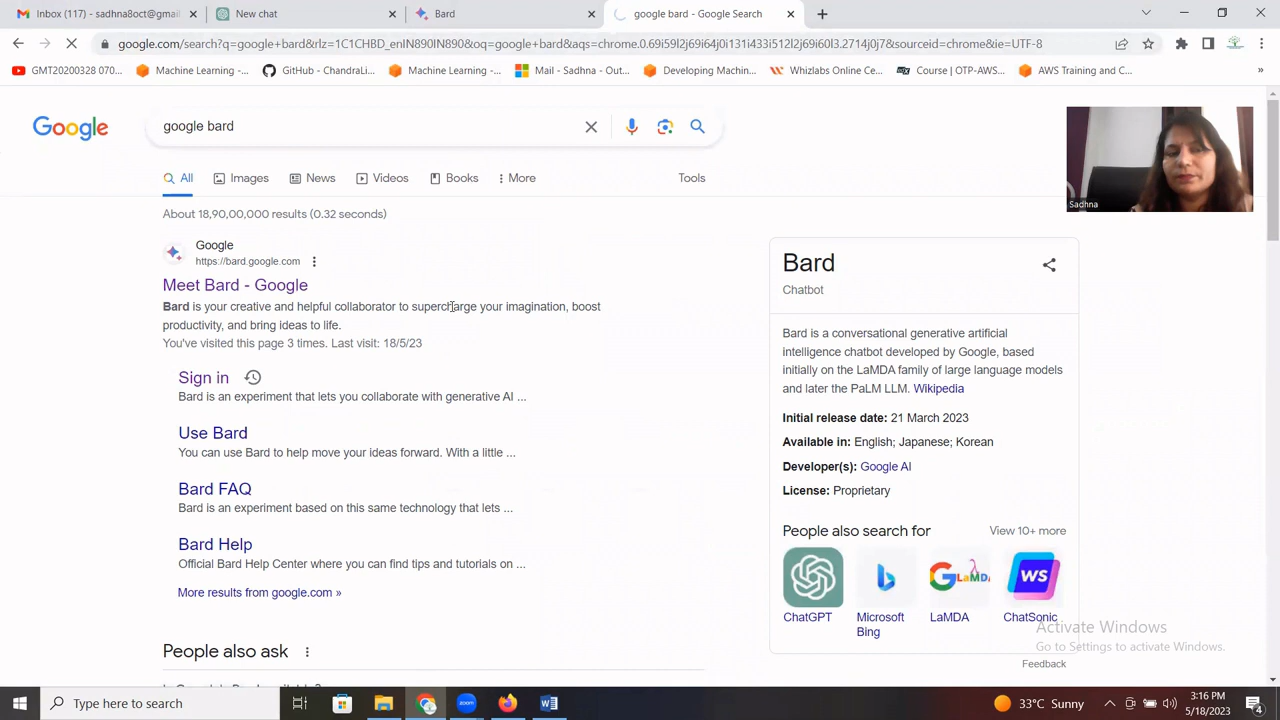 Inbox (117) - sadhna8oct@gmail
New chat
Bard
google bard - Google Search
google.com/search?q=google+bard&rlz=1C1CHBD_enIN890IN890&oq=google+bard&aqs=chrome.0.69i59l2j69i64j0i131i433i512l2j69i60l3.2714j0j7&sourceid=chrome&ie=UTF-8
GMT20200328 070...
Machine Learning -...
GitHub - ChandraLi...
Machine Learning -...
Mail - Sadhna - Out...
Developing Machin...
Whizlabs Online Ce...
Course | OTP-AWS...
AWS Training and C...
»
Google
google bard
All
Images
News
Videos
Books
More
Tools
Sadhna
About 18,90,00,000 results (0.32 seconds)
Google
https://bard.google.com
Meet Bard - Google
Bard is your creative and helpful collaborator to supercharge your imagination, boost
productivity, and bring ideas to life.
You've visited this page 3 times. Last visit: 18/5/23
Sign in
Bard is an experiment that lets you collaborate with generative AI ...
Use Bard
You can use Bard to help move your ideas forward. With a little ...
Bard FAQ
Bard is an experiment based on this same technology that lets ...
Bard Help
Official Bard Help Center where you can find tips and tutorials on ...
More results from google.com »
People also ask
Bard
Chatbot
Bard is a conversational generative artificial
intelligence chatbot developed by Google, based
initially on the LaMDA family of large language models
and later the PaLM LLM. Wikipedia
Initial release date: 21 March 2023
Available in: English; Japanese; Korean
Developer(s): Google AI
License: Proprietary
People also search for
View 10+ more
LaMDA
WS
ChatGPT
Microsoft
Bing
LaMDA
ChatSonic
Activate Windows
Go to Settings to activate Windows.
Feedback
Type here to search
zoom
33°C Sunny
3:16 PM
5/18/2023
4